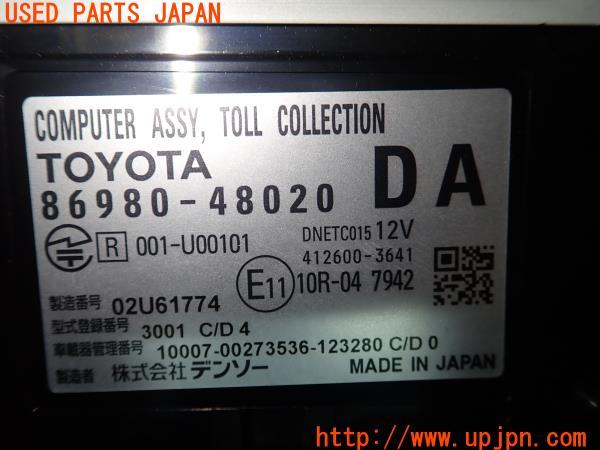 USED PARTS JAPAN
COMPUTER ASSY, TOLL COLLECTION
TOYOTA
DA
86980-48020
R 001-U00101
DNETC015 12V
412600-3641
E11 10R-04 7942
製造番号 02U61774
型式登録番号 3001 C/D 4
車載器管理番号 10007-00273536-123280 C/D 0
製造者 株式会社デンソー
MADE IN JAPAN
http://www.upjpn.com